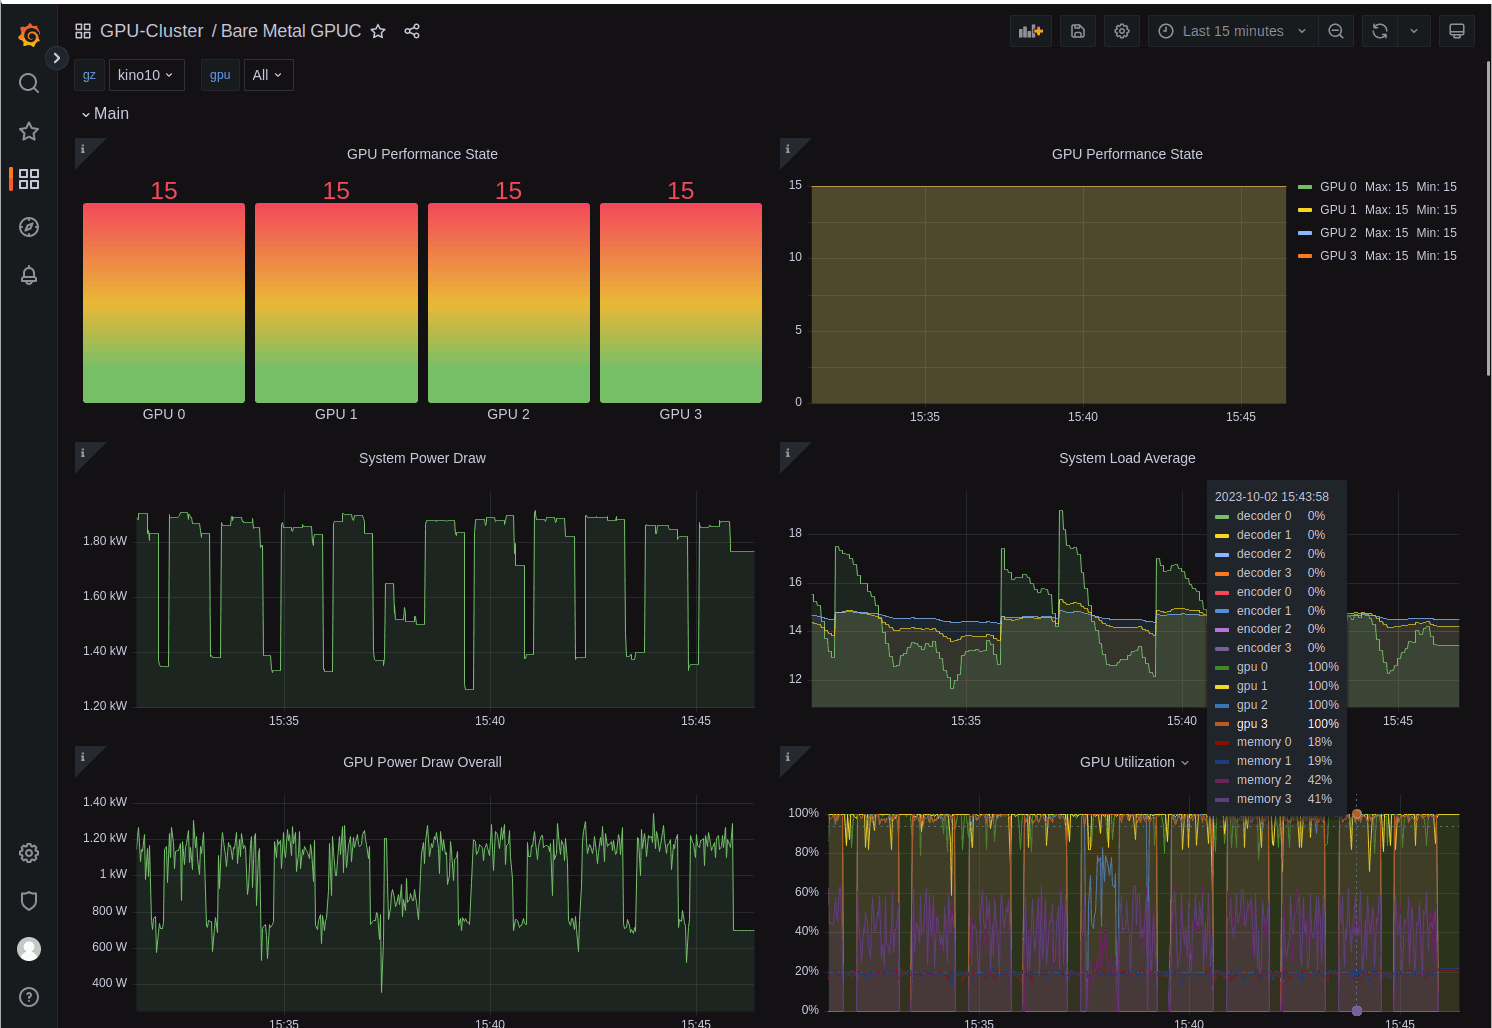 GPU-Cluster / Bare Metal GPUC
Last 15 minutes
gz kino10 gpu All
Main
GPU Performance State
15 15 15 15
GPU 0 GPU 1 GPU 2 GPU 3
GPU Performance State
15
10
5
0
15:35 15:40 15:45
GPU 0 Max: 15 Min: 15
GPU 1 Max: 15 Min: 15
GPU 2 Max: 15 Min: 15
GPU 3 Max: 15 Min: 15
System Power Draw
1.80 kW
1.60 kW
1.40 kW
1.20 kW
15:35 15:40 15:45
System Load Average
18
16
14
12
15:35 15:40 15:45
2023-10-02 15:43:58
decoder 0 0%
decoder 1 0%
decoder 2 0%
decoder 3 0%
encoder 0 0%
encoder 1 0%
encoder 2 0%
encoder 3 0%
gpu 0 100%
gpu 1 100%
gpu 2 100%
gpu 3 100%
memory 0 18%
memory 1 19%
memory 2 42%
memory 3 41%
GPU Power Draw Overall
1.40 kW
1.20 kW
1 kW
800 W
600 W
400 W
15:35 15:40 15:45
GPU Utilization
100%
80%
60%
40%
20%
0%
15:35 15:40 15:45